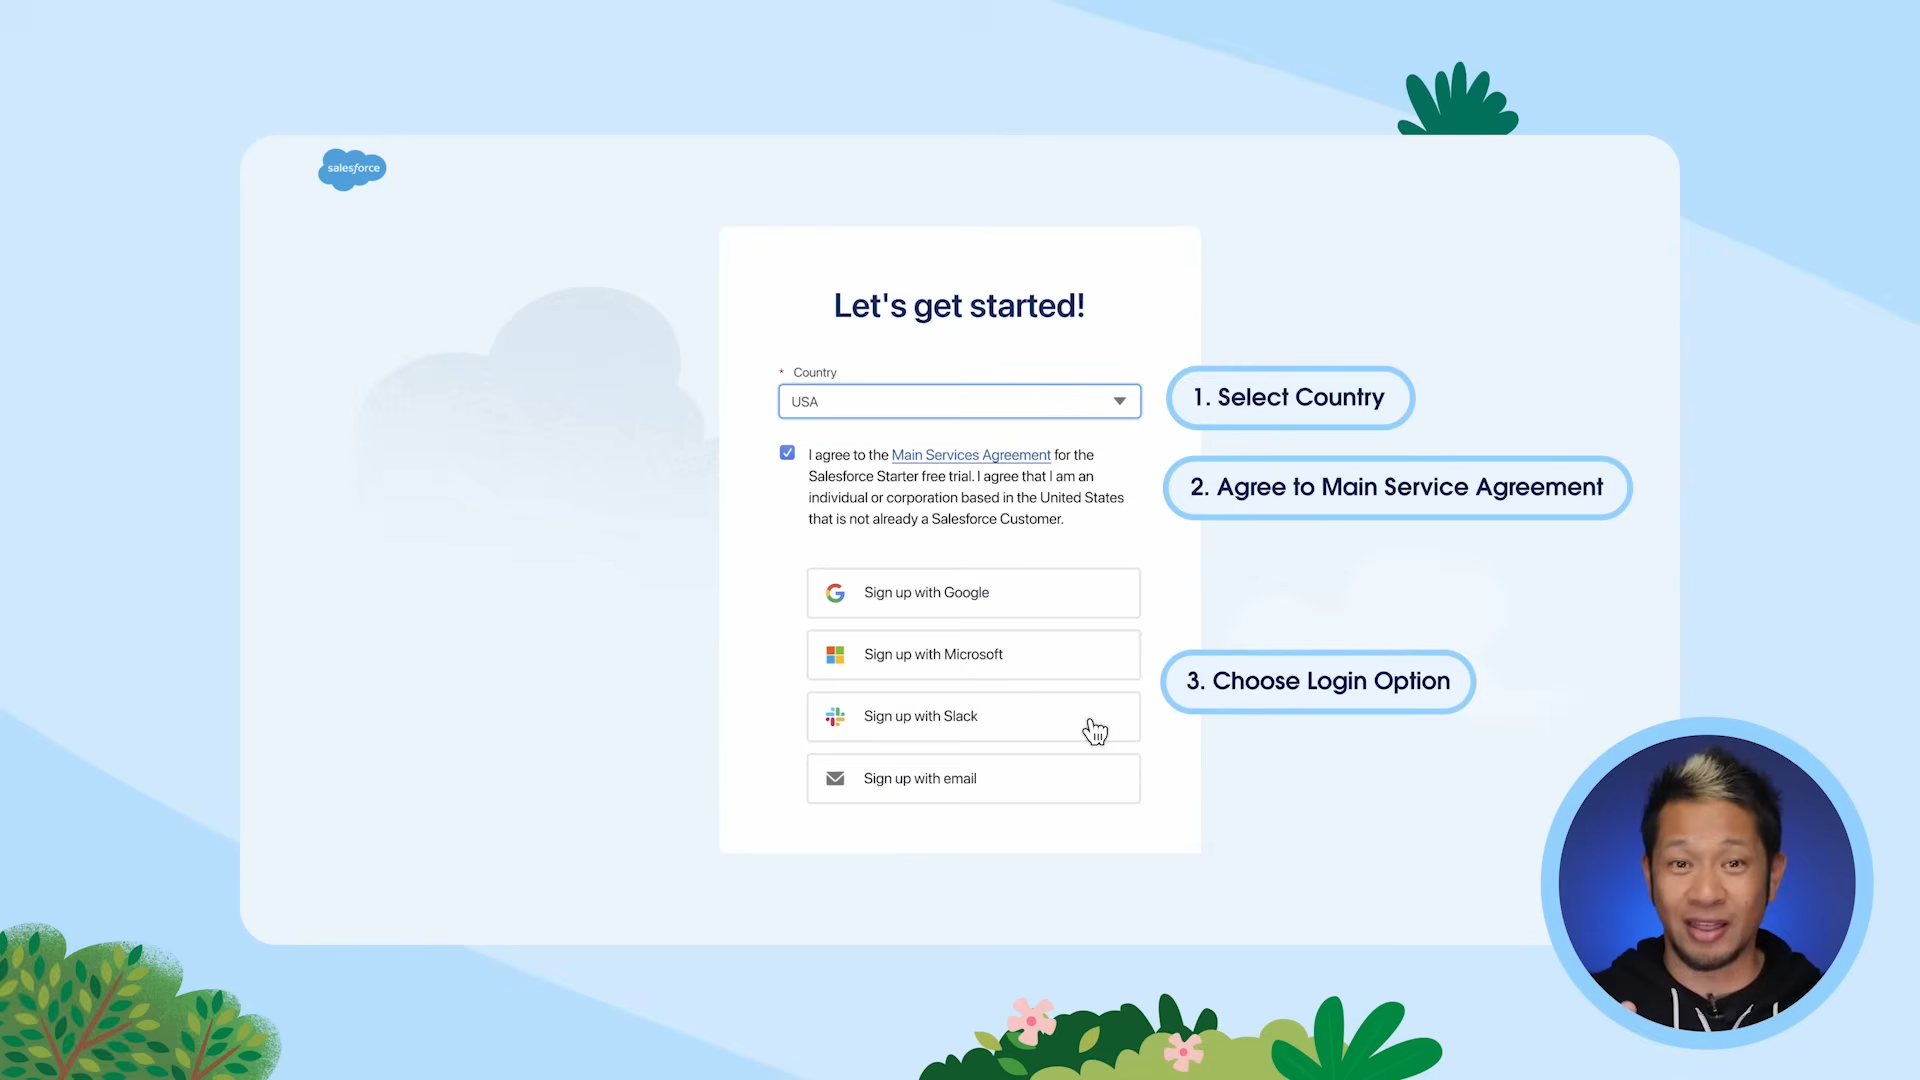 salesforce
Let's get started!
* Country
USA
I agree to the Main Services Agreement for the
Salesforce Starter free trial. I agree that I am an
individual or corporation based in the United States
that is not already a Salesforce Customer.
Sign up with Google
Sign up with Microsoft
Sign up with Slack
Sign up with email
1. Select Country
2. Agree to Main Service Agreement
3. Choose Login Option